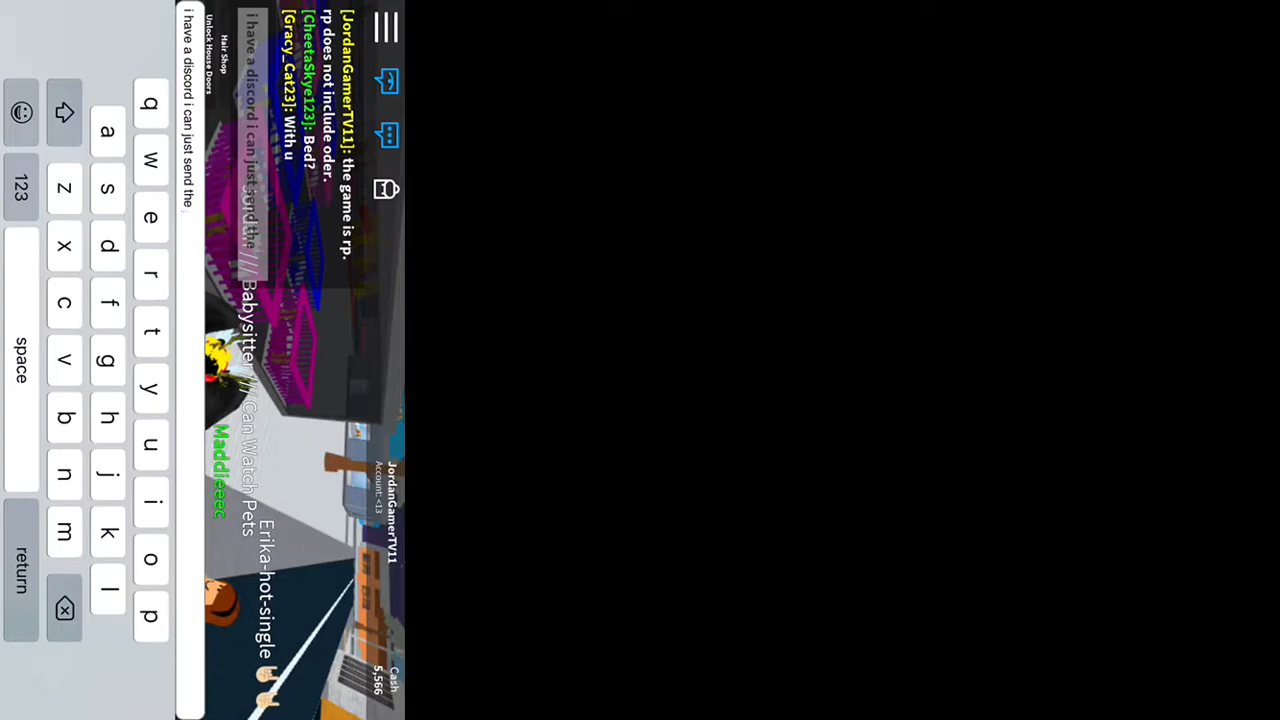 JordanGamerTV11
Account: <13
Cash
5,566
[JordanGamerTV11]: the game is rp.
rp does not include oder.
[CheetaSkye123]: Bed?
[Gracy_Cat23]: With u
i have a discord i can just send the
Jordan /// Babysitter /// Can Watch Pets
Erika-hot-single 👉🏻👈🏻
Maddieeec
Hair Shop
Unlock House Doors
i have a discord i can just send the
q w e r t y u i o p
a s d f g h j k l
z x c v b n m
123 space return